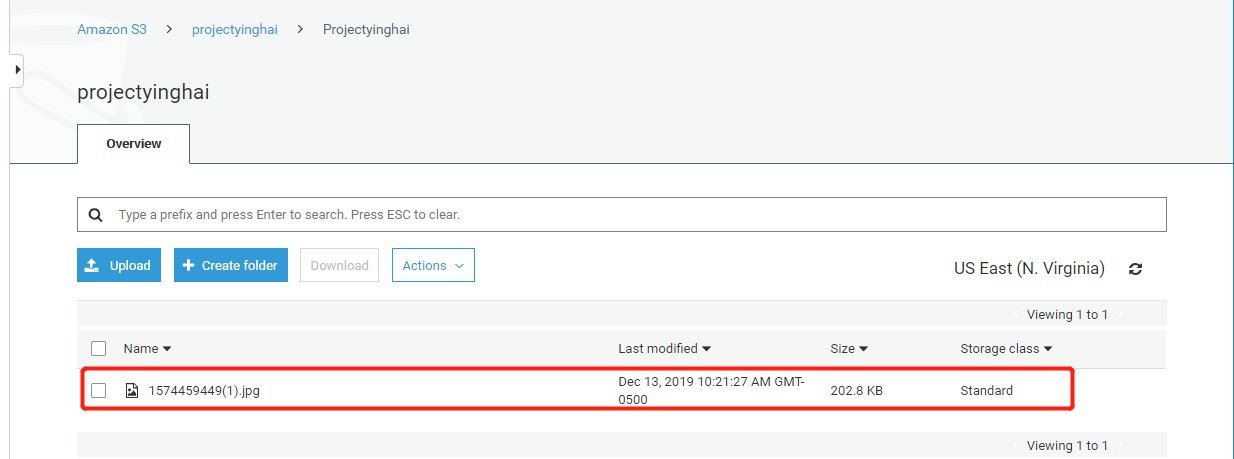 Amazon S3 > projectyinghai > Projectyinghai
projectyinghai
Overview
Type a prefix and press Enter to search. Press ESC to clear.
Upload Create folder Download Actions
US East (N. Virginia)
Viewing 1 to 1
Name Last modified Size Storage class
1574459449(1).jpg Dec 13, 2019 10:21:27 AM GMT- 202.8 KB Standard
0500
Viewing 1 to 1